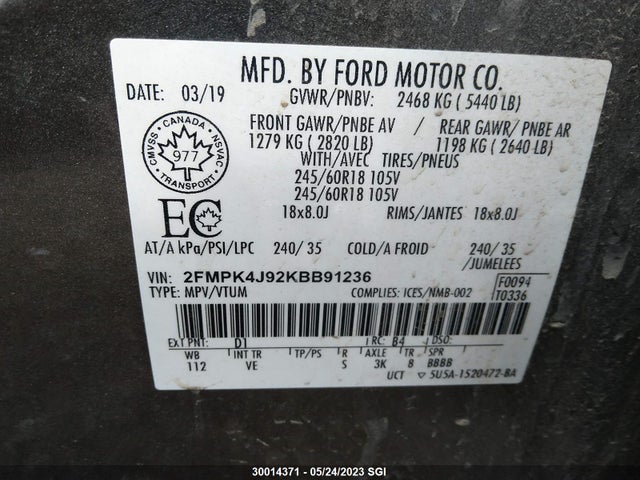 MFD. BY FORD MOTOR CO.
DATE: 03/19 GVWR/PNBV: 2468 KG ( 5440 LB)
FRONT GAWR/PNBE AV / REAR GAWR/ PNBE AR
1279 KG ( 2820 LB) 1198 KG ( 2640 LB)
WITH/AVEC TIRES/PNEUS
245/60R18 105V
245/60R18 105V
18x8.0J RIMS/JANTES 18x8.0J
CMVSS CANADA NSVAC
977
TRANSPORT
EC
AT/A kPa/PSI/LPC 240/ 35 COLD/A FROID 240/ 35
/JUMELEES
VIN: 2FMPK4J92KBB91236
TYPE: MPV/VTUM COMPLIES: ICES/NMB-002
F0094
T0336
EXT PNT: D1 RC: B4 DSO:
WB INT TR TP/PS R AXLE TR SPR
112 VE S 3K 8 BBBB
UCT 5U5A-1520472-BA
30014371 - 05/24/2023 SGI